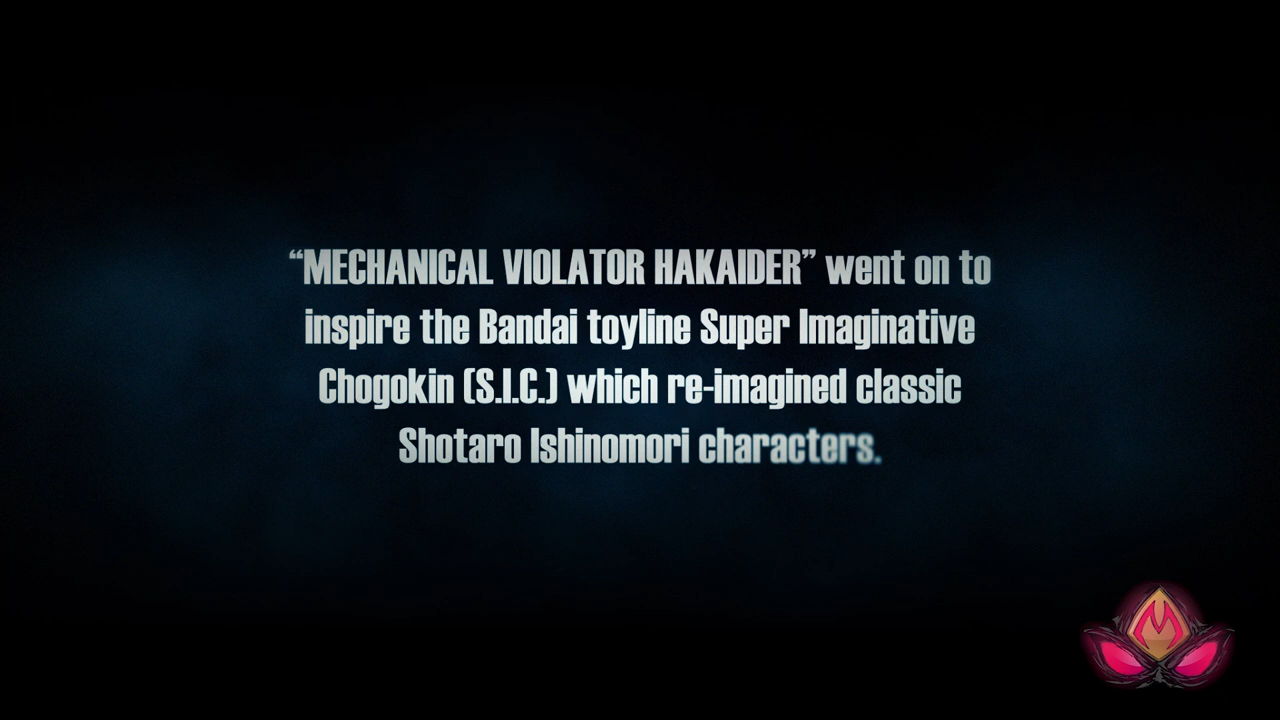 “MECHANICAL VIOLATOR HAKAIDER” went on to
inspire the Bandai toyline Super Imaginative
Chogokin (S.I.C.) which re-imagined classic
Shotaro Ishinomori characters.
M